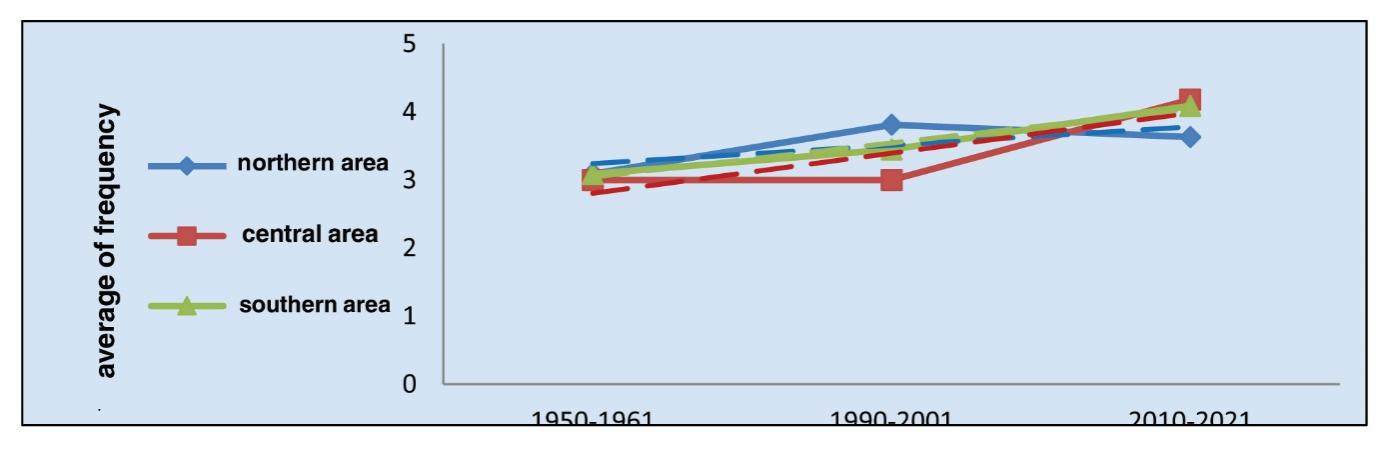 average of frequency
northern area
central area
southern area
5
4
3
2
1
0
1950-1961
1990-2001
2010-2021